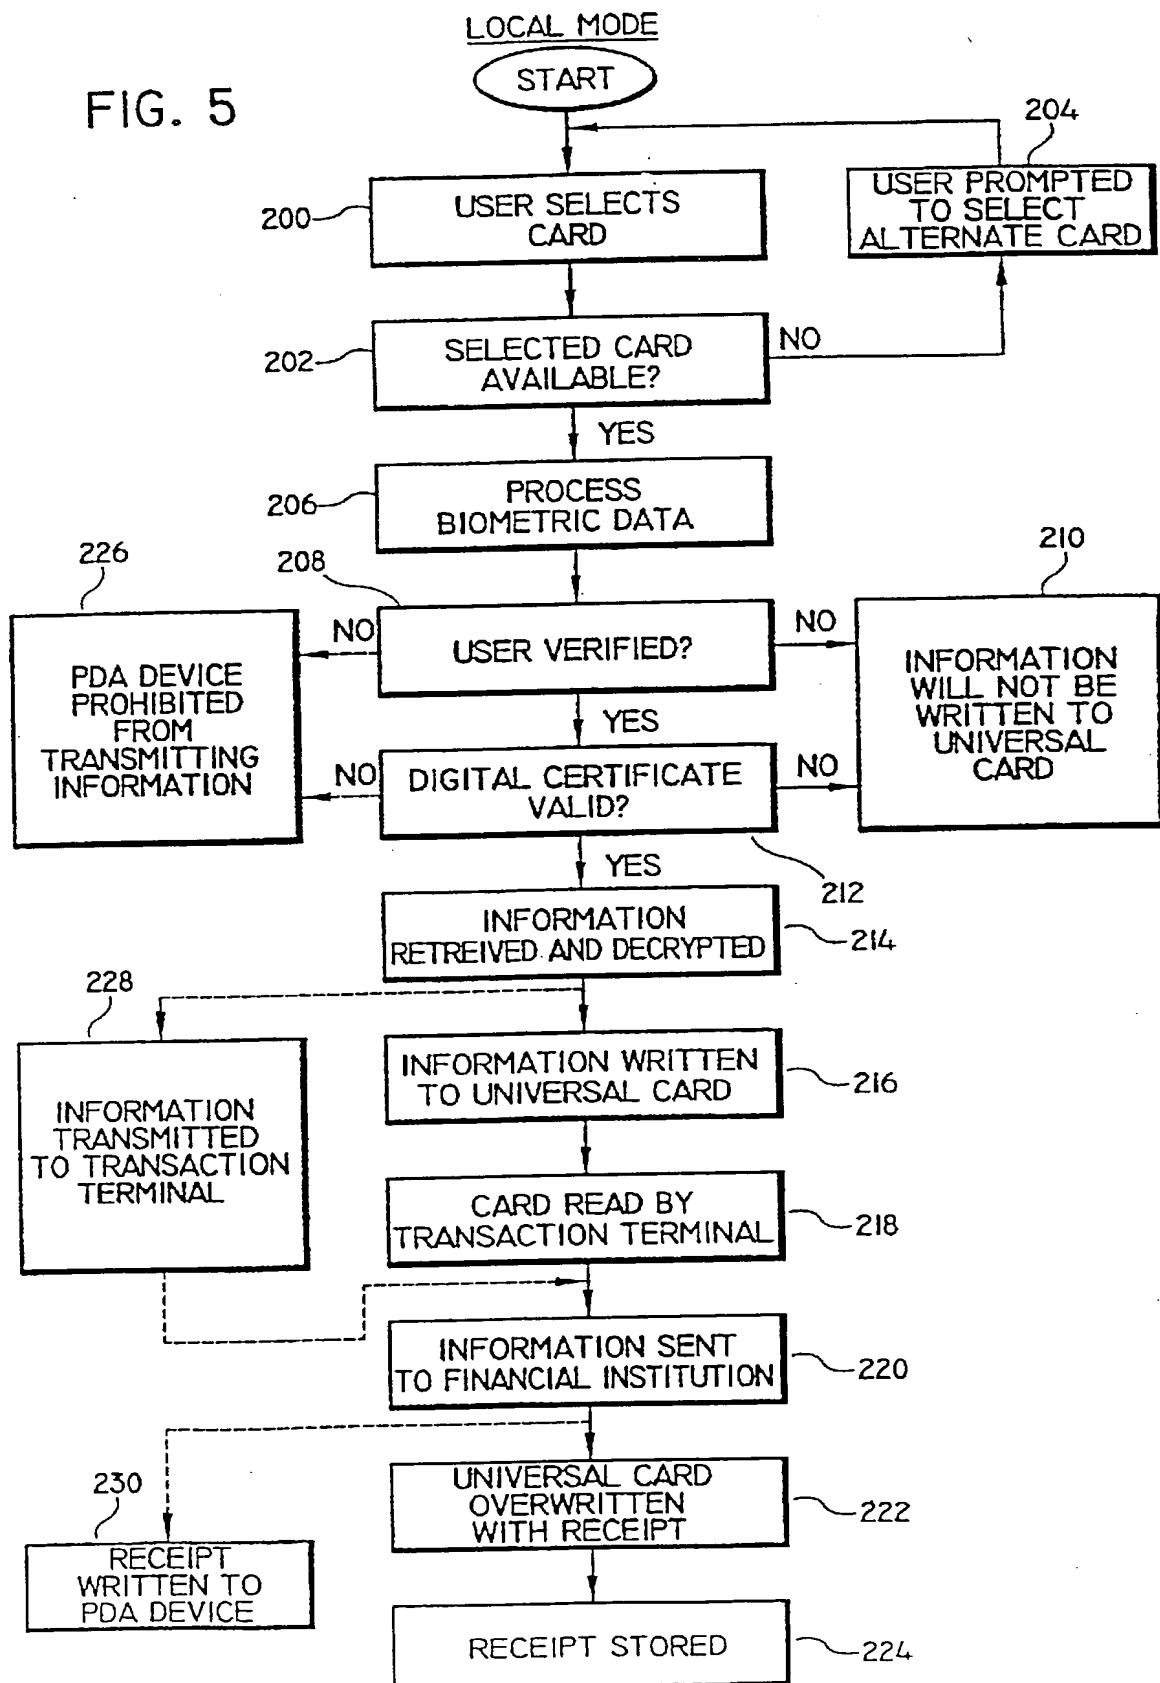 LOCAL MODE
FIG. 5
START
204
USER PROMPTED
TO SELECT
ALTERNATE CARD
200
USER SELECTS
CARD
202
SELECTED CARD
AVAILABLE?
NO
YES
206
PROCESS
BIOMETRIC DATA
226
208
210
NO
USER VERIFIED?
NO
PDA DEVICE
PROHIBITED
FROM
TRANSMITTING
INFORMATION
INFORMATION
WILL NOT BE
WRITTEN TO
UNIVERSAL
CARD
YES
NO
DIGITAL CERTIFICATE
VALID?
NO
212
YES
INFORMATION
RETREIVED AND DECRYPTED
214
228
INFORMATION WRITTEN
TO UNIVERSAL CARD
216
INFORMATION
TRANSMITTED
TO TRANSACTION
TERMINAL
CARD READ BY
TRANSACTION TERMINAL
218
INFORMATION SENT
TO FINANCIAL INSTITUTION
220
230
RECEIPT
WRITTEN TO
PDA DEVICE
UNIVERSAL CARD
OVERWRITTEN
WITH RECEIPT
222
RECEIPT STORED
224